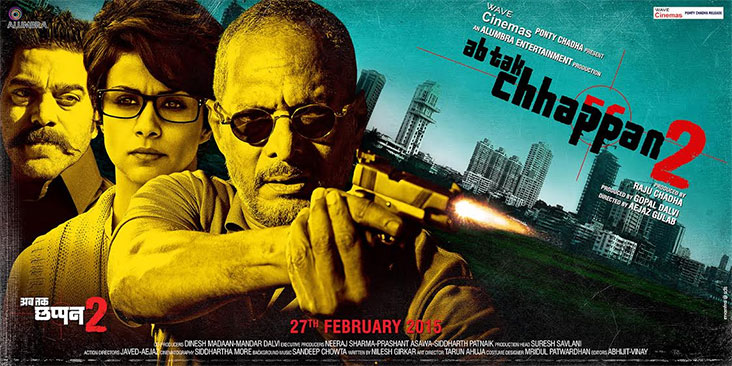 ALUMBRA
WAVE
Cinemas PONTY CHADHA PRESENT
AN ALUMBRA ENTERTAINMENT PRODUCTION
WAVE
Cinemas PONTY CHADHA RELEASE
ab tak
56
chhappan 2
PRODUCED BY
RAJU CHADHA
PRODUCED BY GOPAL DALVI
DIRECTED BY AEJAZ GULAB
अब तक
छप्पन 2
27TH FEBRUARY 2015
CO PRODUCERS DINESH MADAAN-MANDAR DALVI EXECUTIVE PRODUCERS NEERAJ SHARMA-PRASHANT ASAWA-SIDDHARTH PATNAIK PRODUCTION HEAD SURESH SAVLANI
ACTION DIRECTORS JAVED-AEJAZ CINEMATOGRAPHY SIDDHARTHA MORE BACKGROUND MUSIC SANDEEP CHOWTA WRITTEN BY NILESH GIRKAR ART DIRECTOR TARUN AHUJA COSTUME DESIGNER MRIDUL PATWARDHAN EDITORS ABHIJIT-VINAY